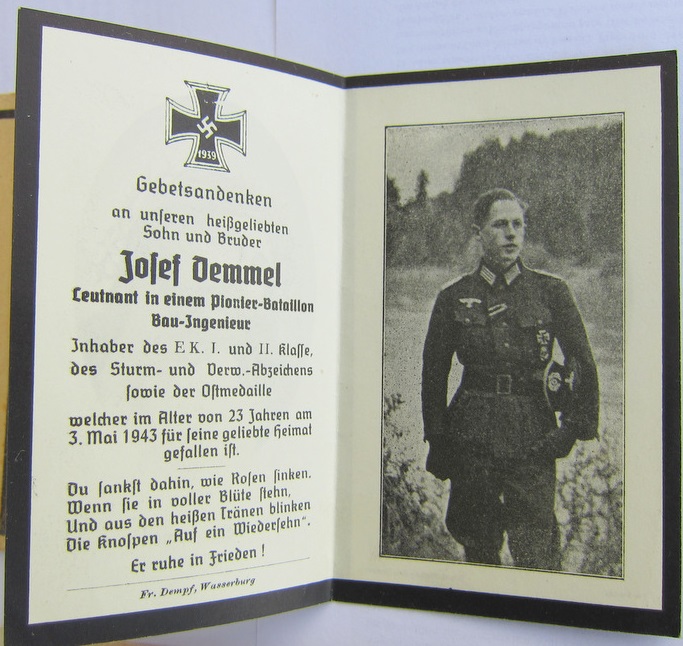 1939
Gebetsandenken
an unseren heißgeliebten
Sohn und Bruder
Josef Demmel
Leutnant in einem Pionier-Bataillon
Bau-Ingenieur
Inhaber des E K. I. und II. Klasse,
des Sturm- und Verw.-Abzeichens
sowie der Ostmedaille
welcher im Alter von 23 Jahren am
3. Mai 1943 für seine geliebte Heimat
gefallen ist.
Du sankst dahin, wie Rosen sinken.
Wenn sie in voller Blüte stehn,
Und aus den heißen Tränen blinken
Die Knospen „Auf ein Wiedersehn".
Er ruhe in Frieden !
Fr. Dempf, Wasserburg